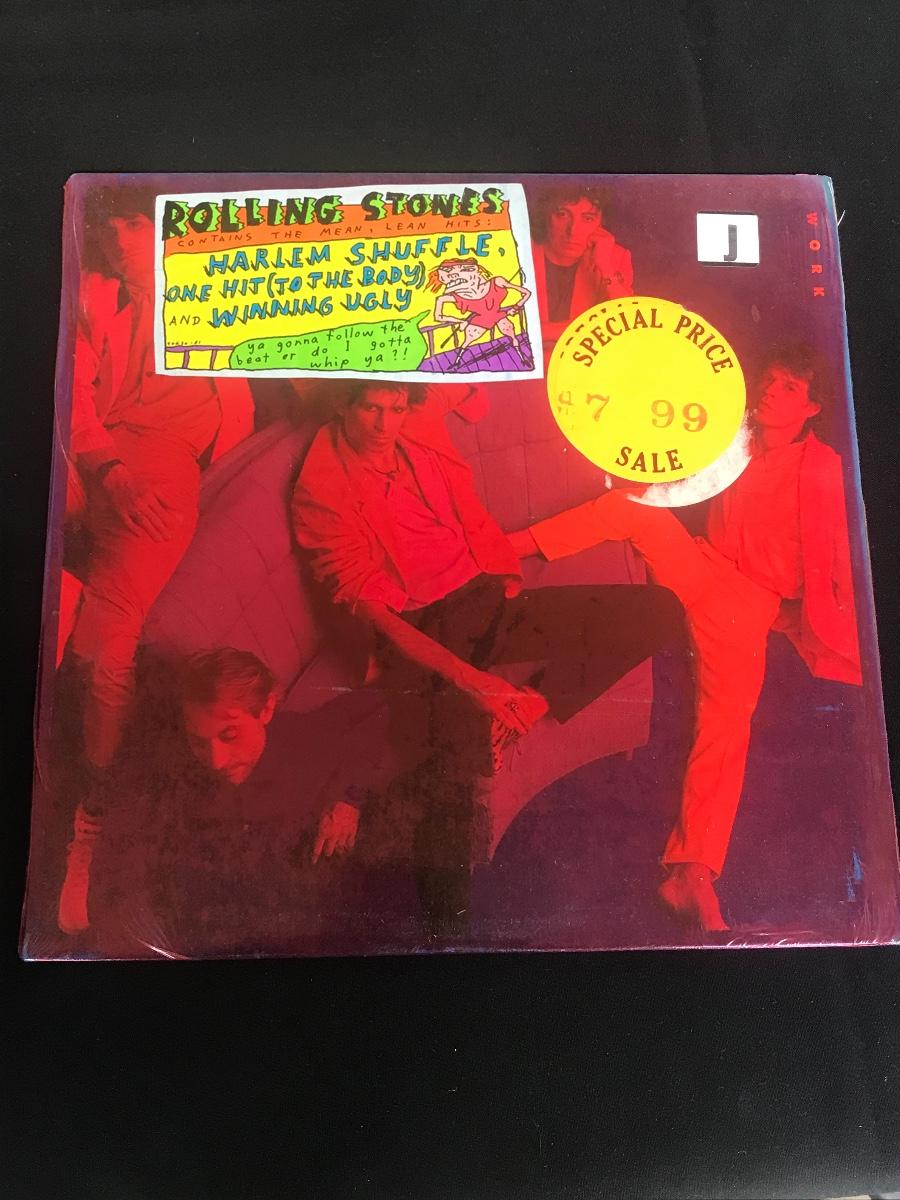 ROLLING STONES
CONTAINS THE MEAN, LEAN HITS:
HARLEM SHUFFLE,
ONE HIT (TO THE BODY)
AND WINNING UGLY
ya gonna follow the
beat or do I gotta
whip ya?!
J
WORK
SPECIAL PRICE
7 99
SALE